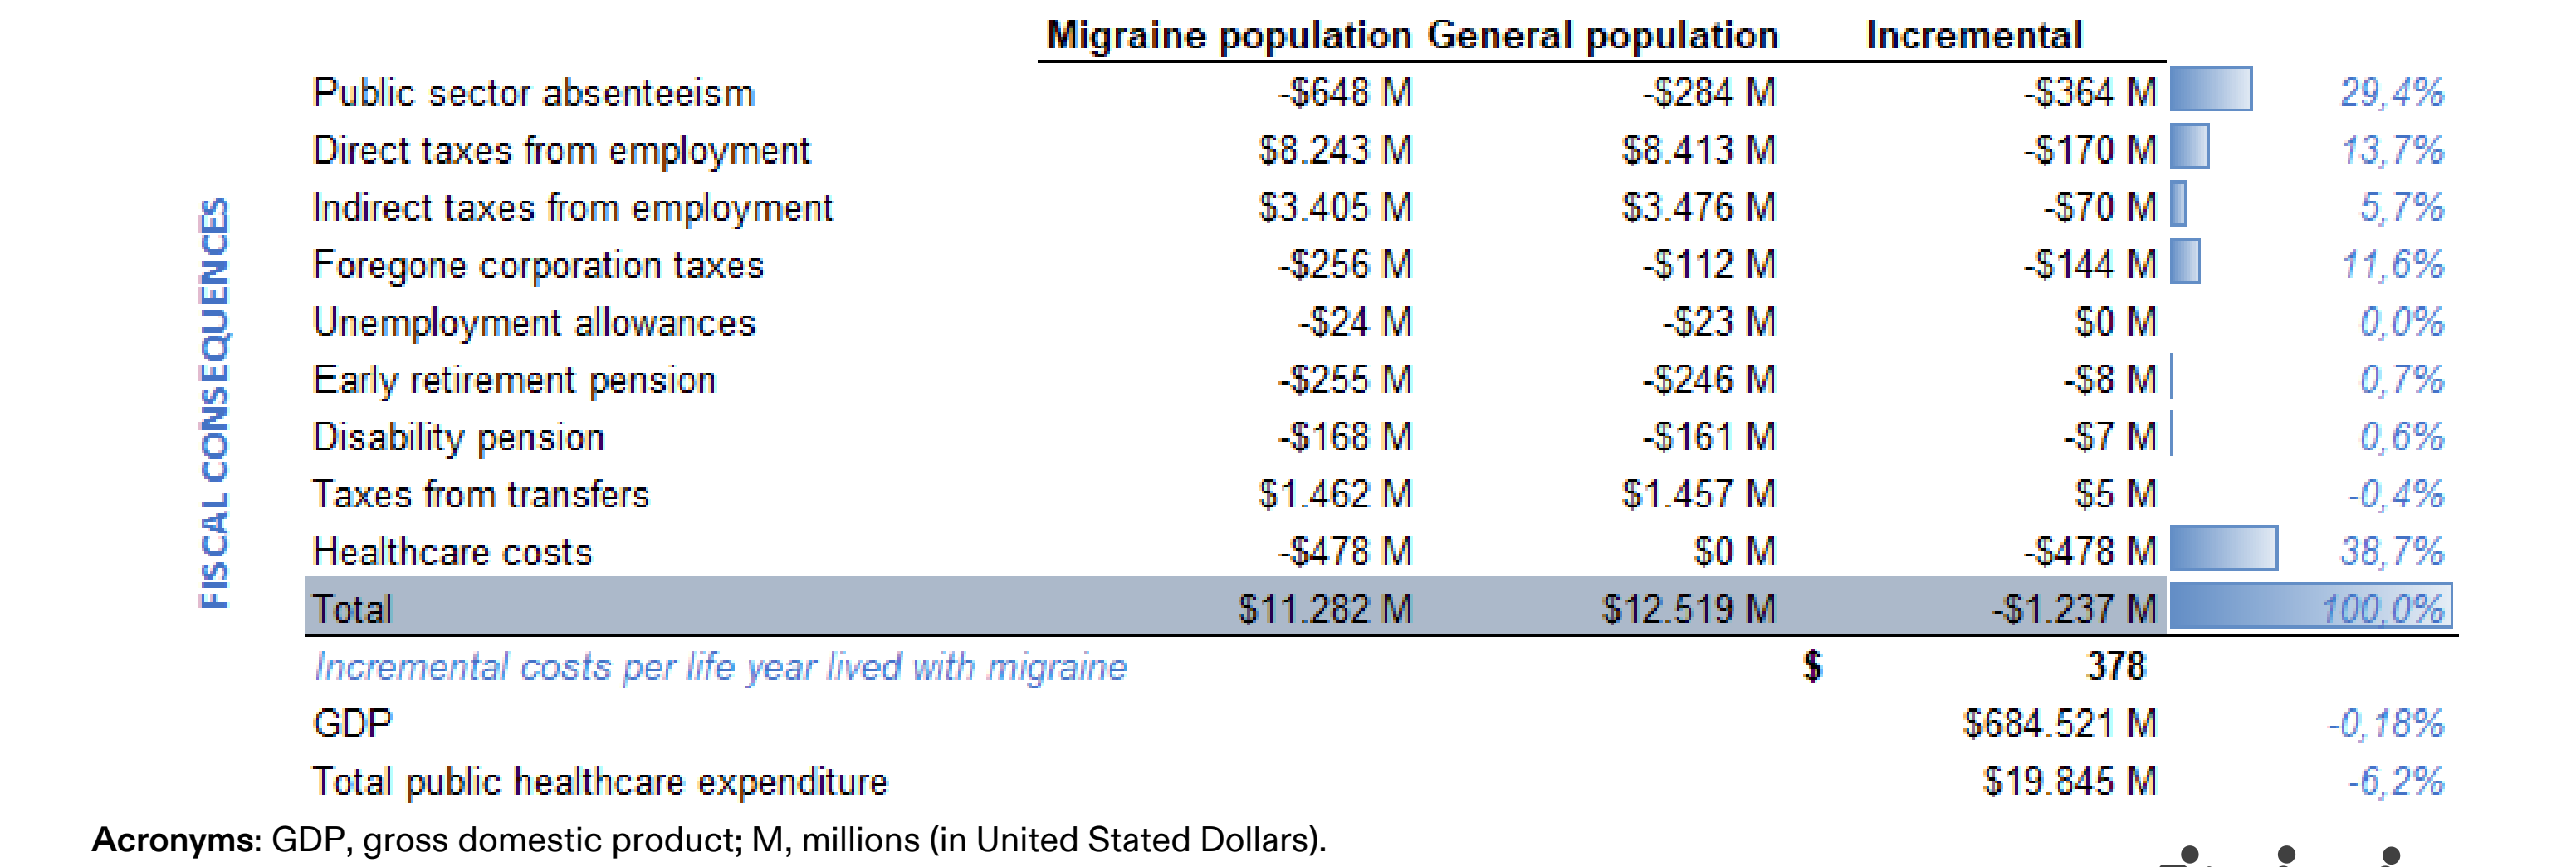 Migraine population General population Incremental
Public sector absenteeism -$648 M -$284 M -$364 M 29,4%
Direct taxes from employment $8.243 M $8.413 M -$170 M 13,7%
Indirect taxes from employment $3.405 M $3.476 M -$70 M 5,7%
Foregone corporation taxes -$256 M -$112 M -$144 M 11,6%
Unemployment allowances -$24 M -$23 M $0 M 0,0%
Early retirement pension -$255 M -$246 M -$8 M 0,7%
Disability pension -$168 M -$161 M -$7 M 0,6%
Taxes from transfers $1.462 M $1.457 M $5 M -0,4%
Healthcare costs -$478 M $0 M -$478 M 38,7%
Total $11.282 M $12.519 M -$1.237 M 100,0%
Incremental costs per life year lived with migraine $ 378
GDP $684.521 M -0,18%
Total public healthcare expenditure $19.845 M -6,2%
FISCAL CONSEQUENCES
Acronyms: GDP, gross domestic product; M, millions (in United Stated Dollars).